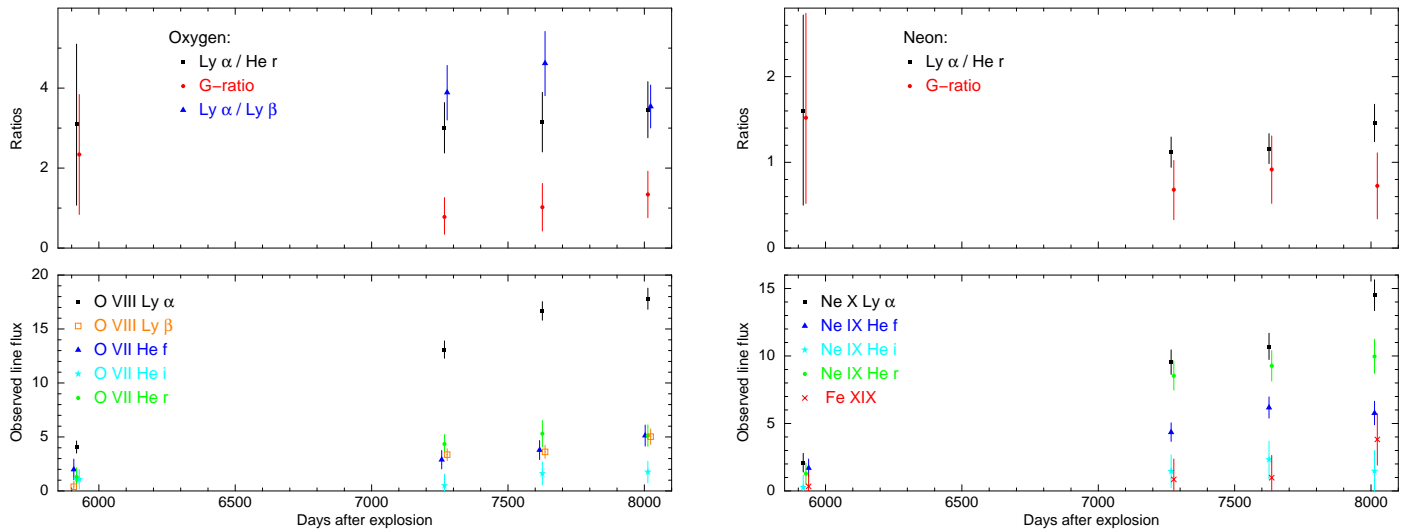 Oxygen:
Ly α / He r
G−ratio
Ly α / Ly β
Ratios
0
2
4
O VIII Ly α
O VIII Ly β
O VII He f
O VII He i
O VII He r
Observed line flux
0
5
10
15
20
6000
6500
7000
7500
8000
Days after explosion
Neon:
Ly α / He r
G−ratio
Ratios
0
1
2
Ne X Ly α
Ne IX He f
Ne IX He i
Ne IX He r
Fe XIX
Observed line flux
0
5
10
15
6000
6500
7000
7500
8000
Days after explosion